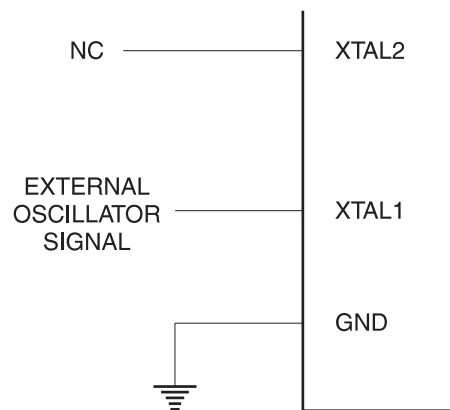 NC XTAL2
EXTERNAL
OSCILLATOR
SIGNAL
XTAL1
GND